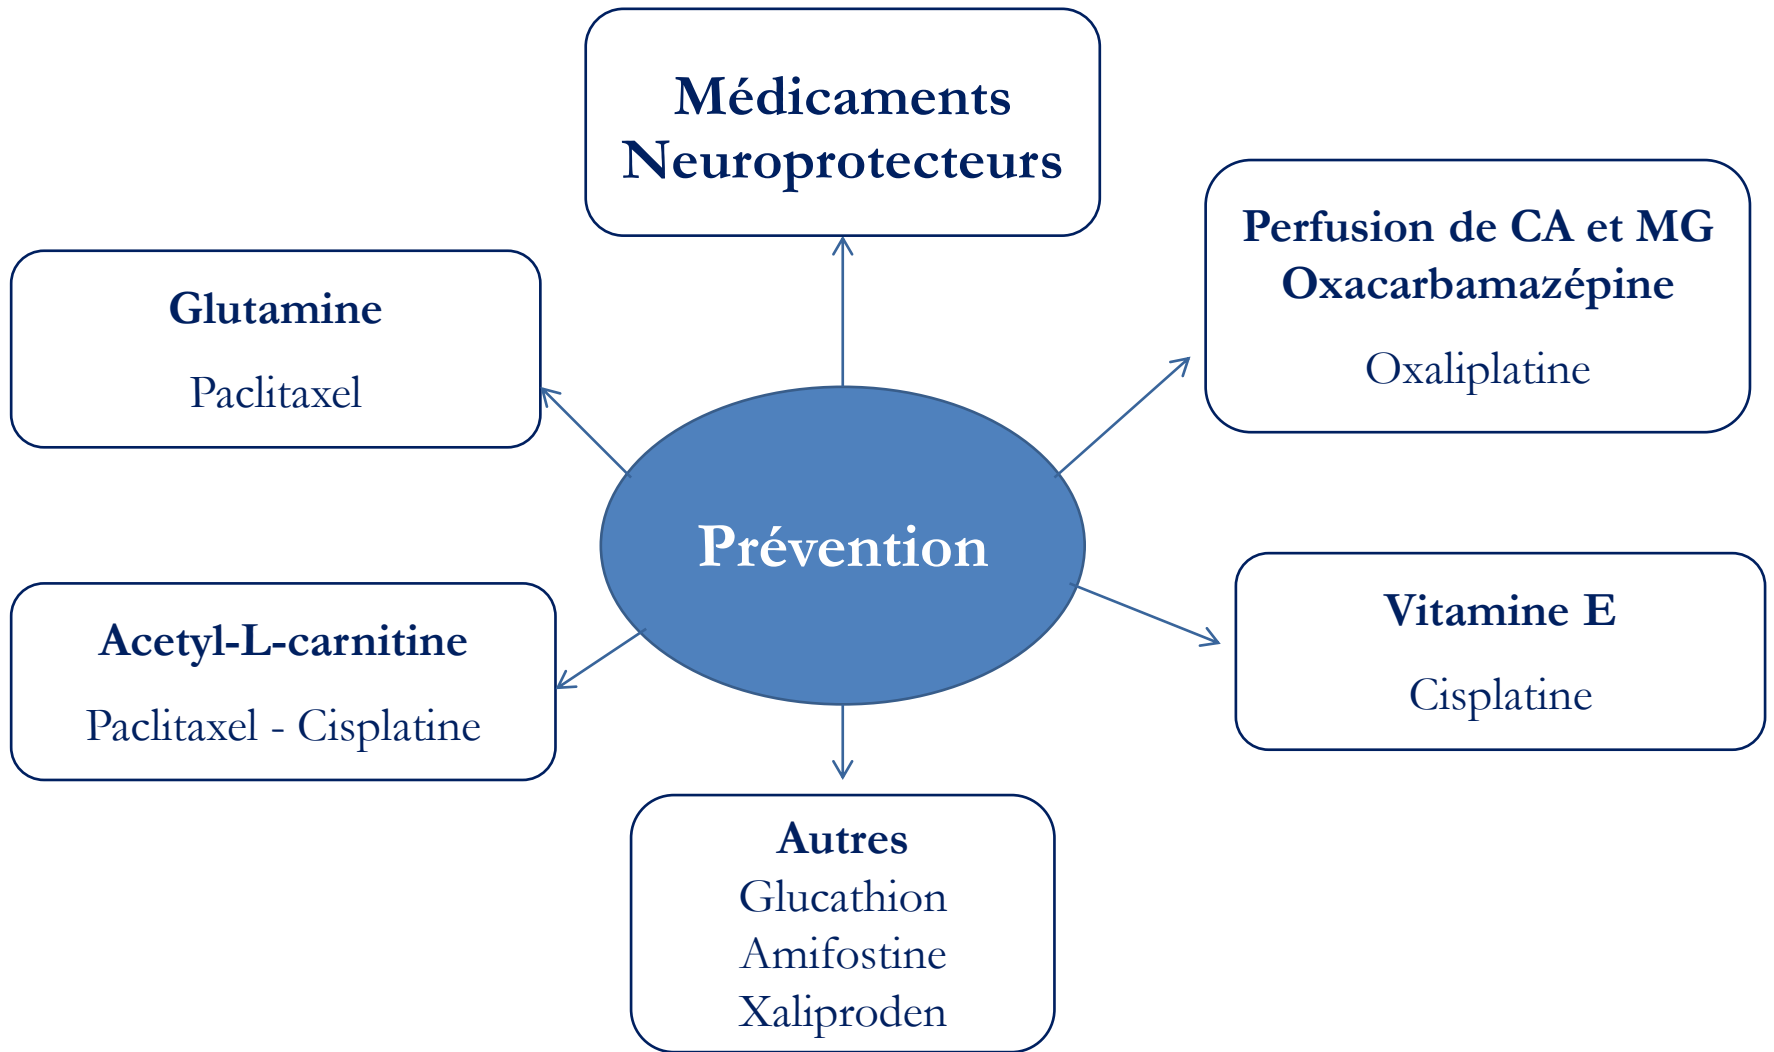 Médicaments
Neuroprotecteurs
Perfusion de CA et MG
Oxacarbamazépine
Oxaliplatine
Glutamine
Paclitaxel
Prévention
Vitamine E
Cisplatine
Acetyl-L-carnitine
Paclitaxel - Cisplatine
Autres
Glucathion
Amifostine
Xaliproden